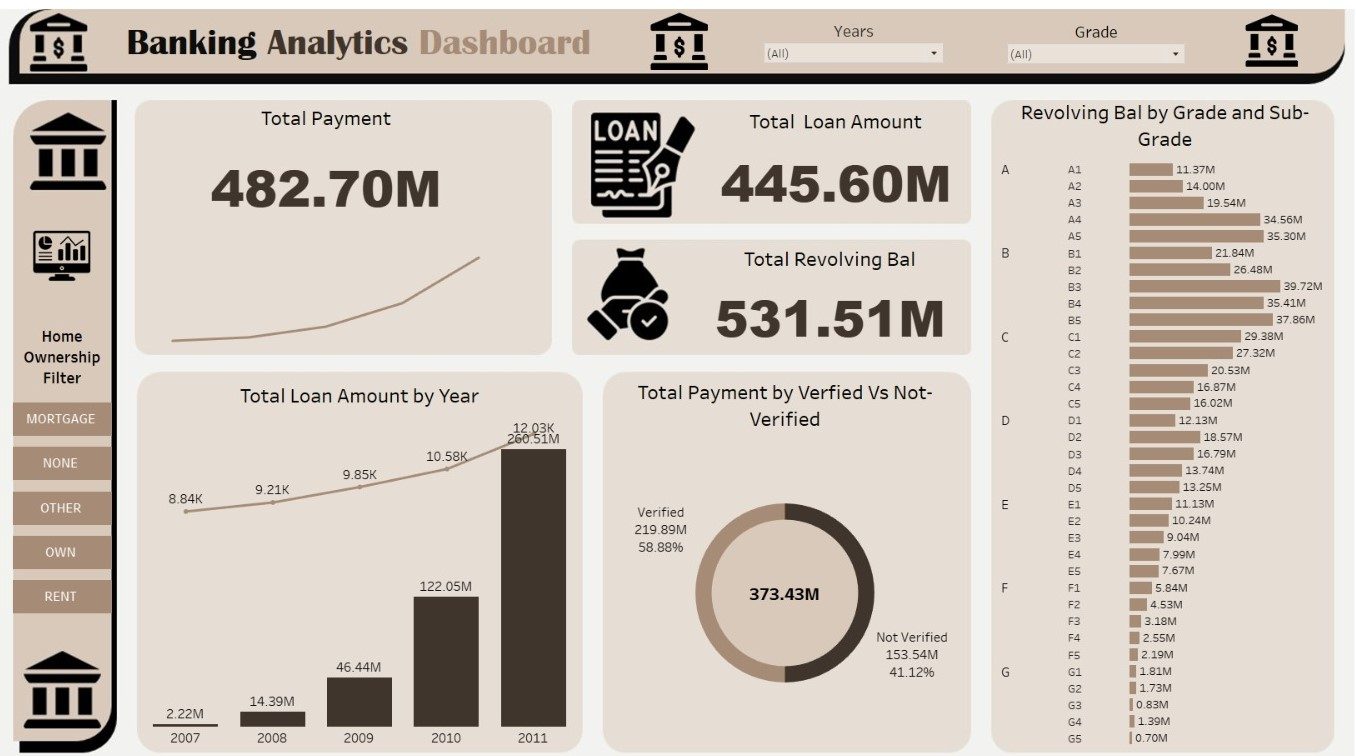 Banking Analytics Dashboard
Years
(All)
Grade
(All)
$
$
$
Home
Ownership
Filter
MORTGAGE
NONE
OTHER
OWN
RENT
Total Payment
482.70M
LOAN
Total Loan Amount
445.60M
Total Revolving Bal
531.51M
Total Loan Amount by Year
8.84K
9.21K
9.85K
10.58K
12.03K
260.51M
122.05M
46.44M
14.39M
2.22M
2007 2008 2009 2010 2011
Total Payment by Verfied Vs Not-
Verified
Verified
219.89M
58.88%
373.43M
Not Verified
153.54M
41.12%
Revolving Bal by Grade and Sub-
Grade
A A1 11.37M
A2 14.00M
A3 19.54M
A4 34.56M
A5 35.30M
B B1 21.84M
B2 26.48M
B3 39.72M
B4 35.41M
B5 37.86M
C C1 29.38M
C2 27.32M
C3 20.53M
C4 16.87M
C5 16.02M
D D1 12.13M
D2 18.57M
D3 16.79M
D4 13.74M
D5 13.25M
E E1 11.13M
E2 10.24M
E3 9.04M
E4 7.99M
E5 7.67M
F F1 5.84M
F2 4.53M
F3 3.18M
F4 2.55M
F5 2.19M
G G1 1.81M
G2 1.73M
G3 0.83M
G4 1.39M
G5 0.70M